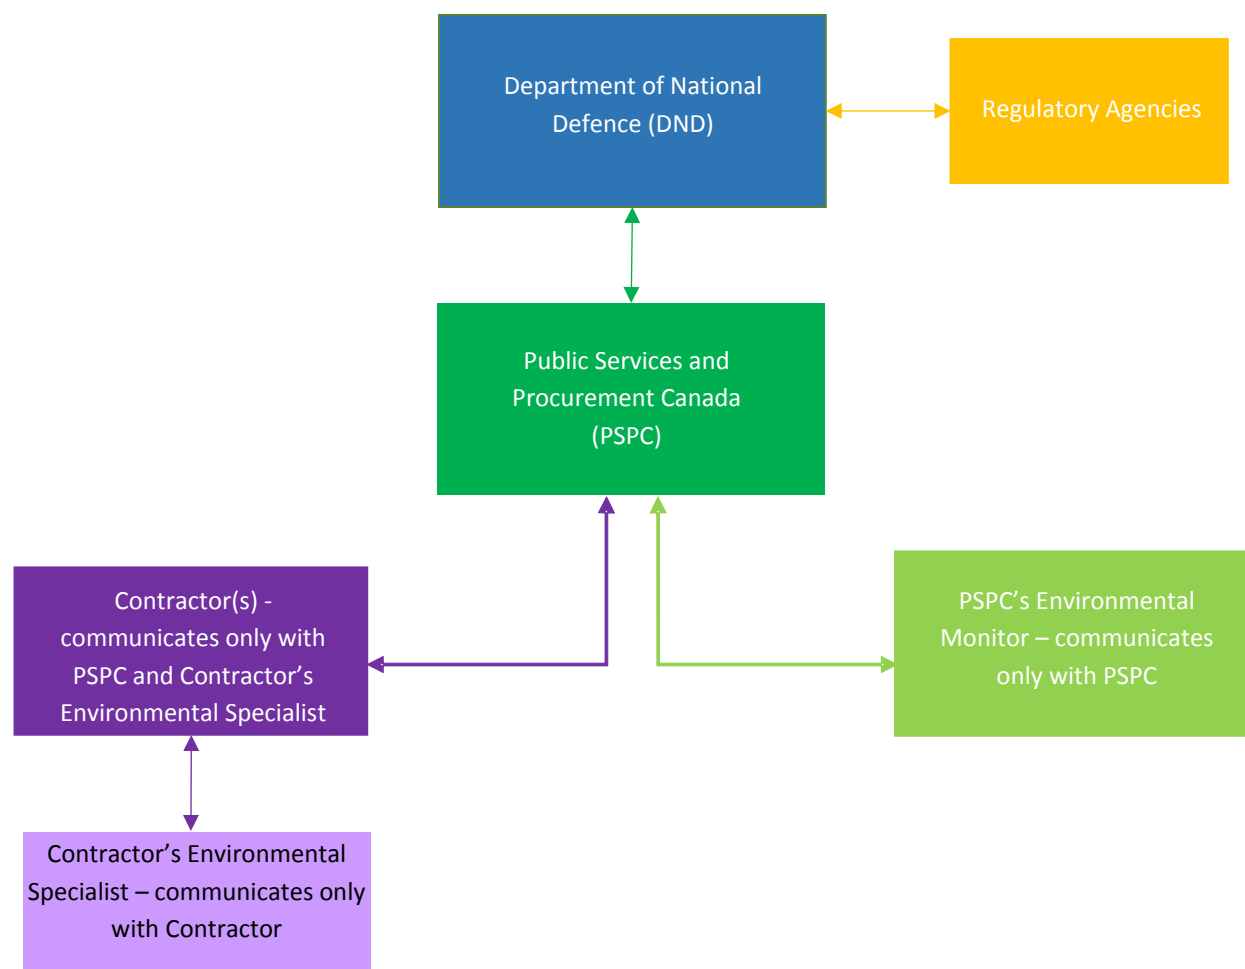 Department of National
Defence (DND)
Regulatory Agencies
Public Services and
Procurement Canada
(PSPC)
Contractor(s) -
communicates only with
PSPC and Contractor’s
Environmental Specialist
PSPC’s Environmental
Monitor – communicates
only with PSPC
Contractor’s Environmental
Specialist – communicates only
with Contractor